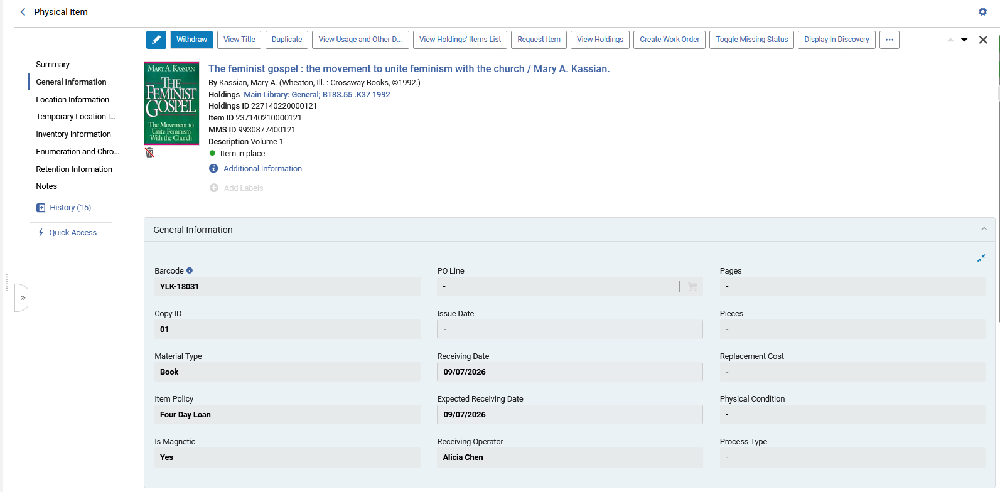 Physical Item
Withdraw
View Title
Duplicate
View Usage and Other D...
View Holdings' Items List
Request Item
View Holdings
Create Work Order
Toggle Missing Status
Display In Discovery
Summary
General Information
Location Information
Temporary Location I...
Inventory Information
Enumeration and Chro...
Retention Information
Notes
History (15)
Quick Access
MARY A. KASSIAN
THE
FEMINIST
GOSPEL
The Movement to
Unite Feminism
With the Church
The feminist gospel : the movement to unite feminism with the church / Mary A. Kassian.
By Kassian, Mary A. (Wheaton, Ill. : Crossway Books, ©1992.)
Holdings Main Library: General; BT83.55 .K37 1992
Holdings ID 227140220000121
Item ID 237140210000121
MMS ID 9930877400121
Description Volume 1
Item in place
Additional Information
Add Labels
General Information
Barcode
YLK-18031
PO Line
-
Pages
-
Copy ID
01
Issue Date
-
Pieces
-
Material Type
Book
Receiving Date
09/07/2026
Replacement Cost
-
Item Policy
Four Day Loan
Expected Receiving Date
09/07/2026
Physical Condition
-
Is Magnetic
Yes
Receiving Operator
Alicia Chen
Process Type
-